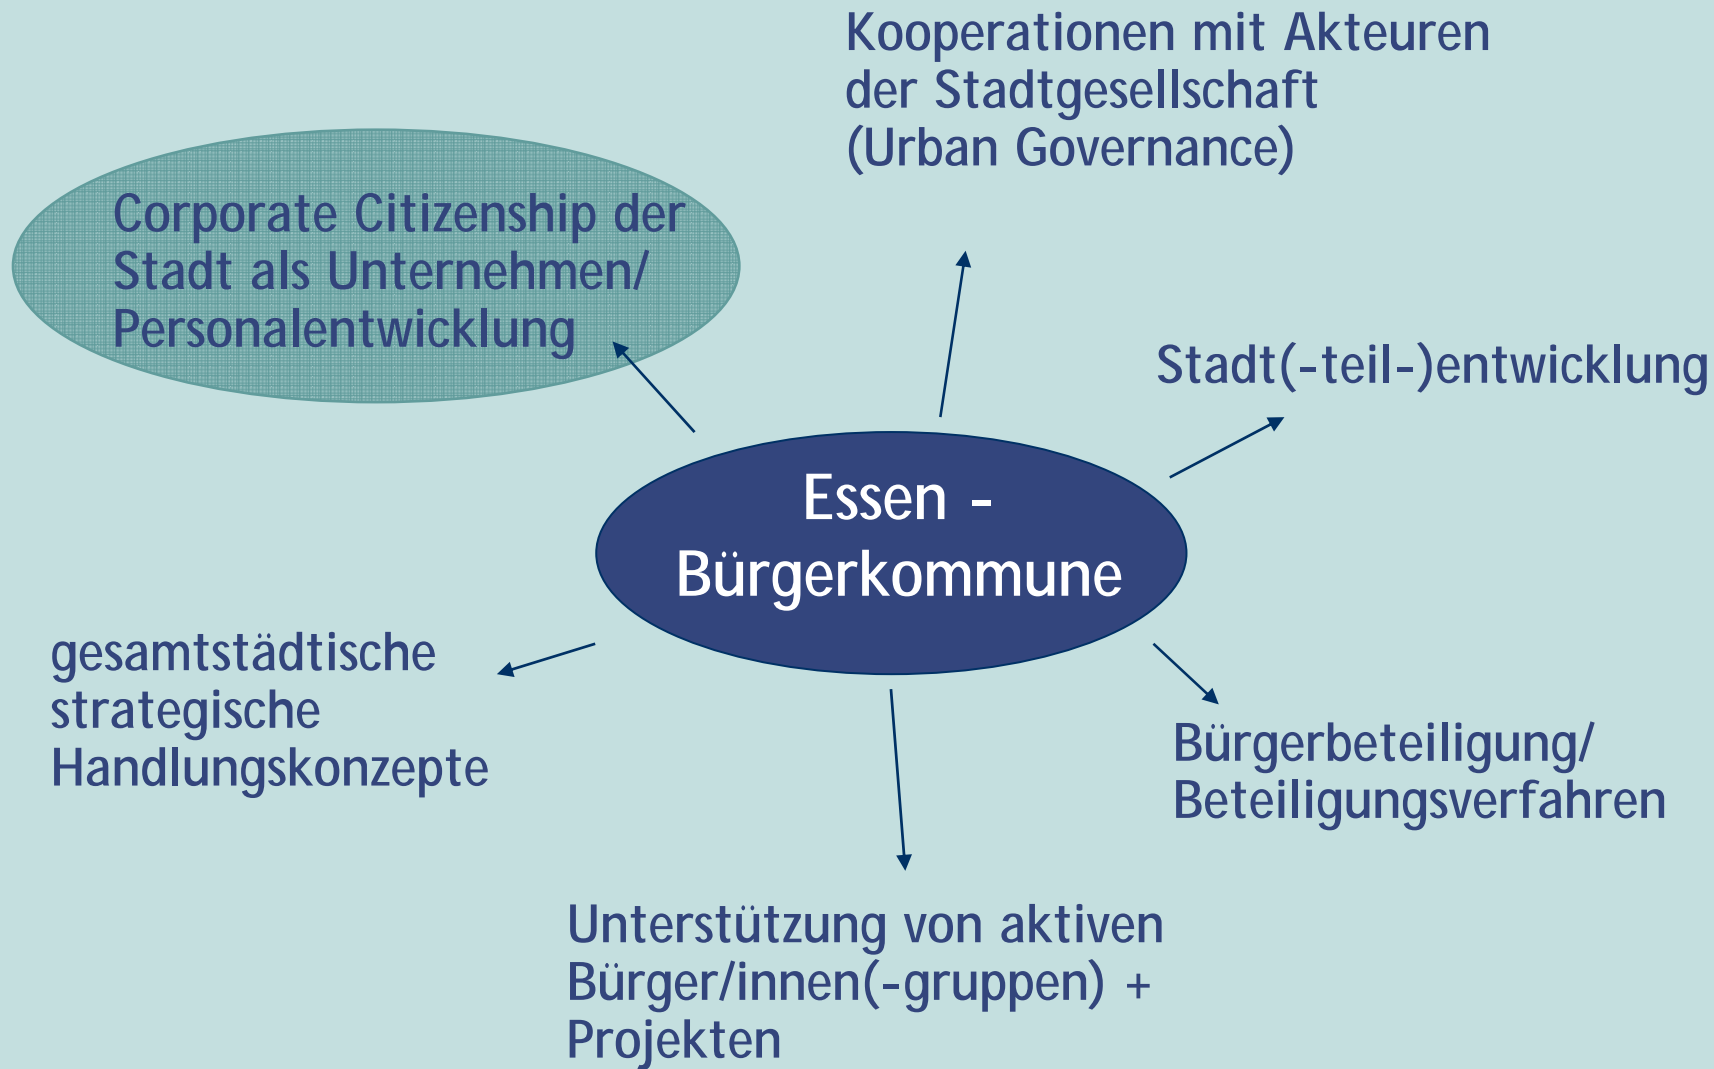 Kooperationen mit Akteuren
der Stadtgesellschaft
(Urban Governance)
Corporate Citizenship der
Stadt als Unternehmen/
Personalentwicklung
Stadt(-teil-)entwicklung
Essen -
Bürgerkommune
gesamtstädtische
strategische
Handlungskonzepte
Bürgerbeteiligung/
Beteiligungsverfahren
Unterstützung von aktiven
Bürger/innen(-gruppen) +
Projekten